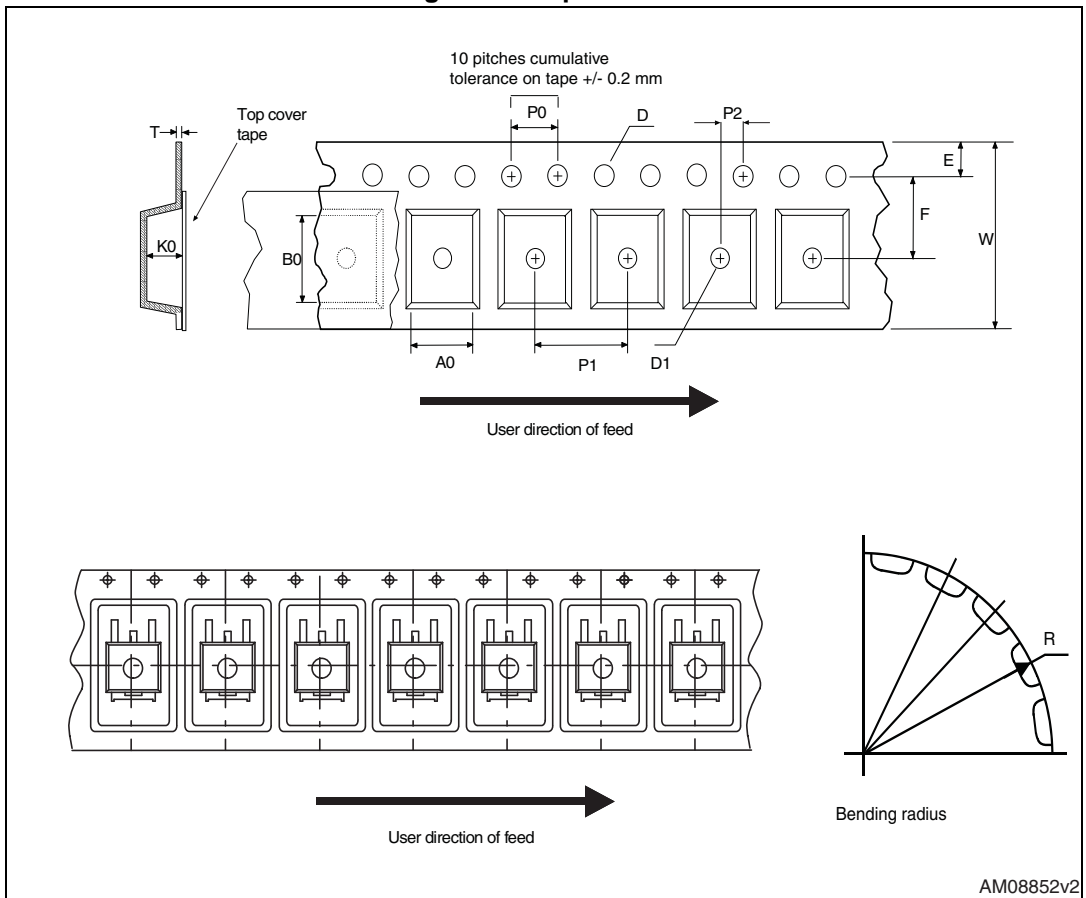 10 pitches cumulative
tolerance on tape +/- 0.2 mm
Top cover
tape
T
P0
D
P2
E
F
W
K0
B0
A0
P1
D1
User direction of feed
R
Bending radius
User direction of feed
AM08852v2